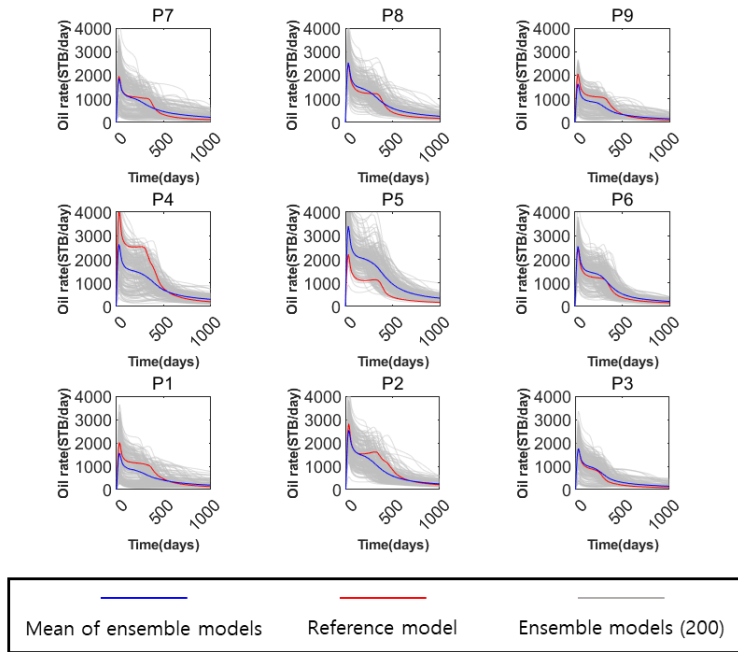 P7
P8
P9
4000
3000
2000
1000
0
Oil rate(STB/day)
0
500
1000
Time(days)
4000
3000
2000
1000
0
Oil rate(STB/day)
0
500
1000
Time(days)
4000
3000
2000
1000
0
Oil rate(STB/day)
0
500
1000
Time(days)
P4
P5
P6
4000
3000
2000
1000
0
Oil rate(STB/day)
0
500
1000
Time(days)
4000
3000
2000
1000
0
Oil rate(STB/day)
0
500
1000
Time(days)
4000
3000
2000
1000
0
Oil rate(STB/day)
0
500
1000
Time(days)
P1
P2
P3
4000
3000
2000
1000
0
Oil rate(STB/day)
0
500
1000
Time(days)
4000
3000
2000
1000
0
Oil rate(STB/day)
0
500
1000
Time(days)
4000
3000
2000
1000
0
Oil rate(STB/day)
0
500
1000
Time(days)
Mean of ensemble models
Reference model
Ensemble models (200)